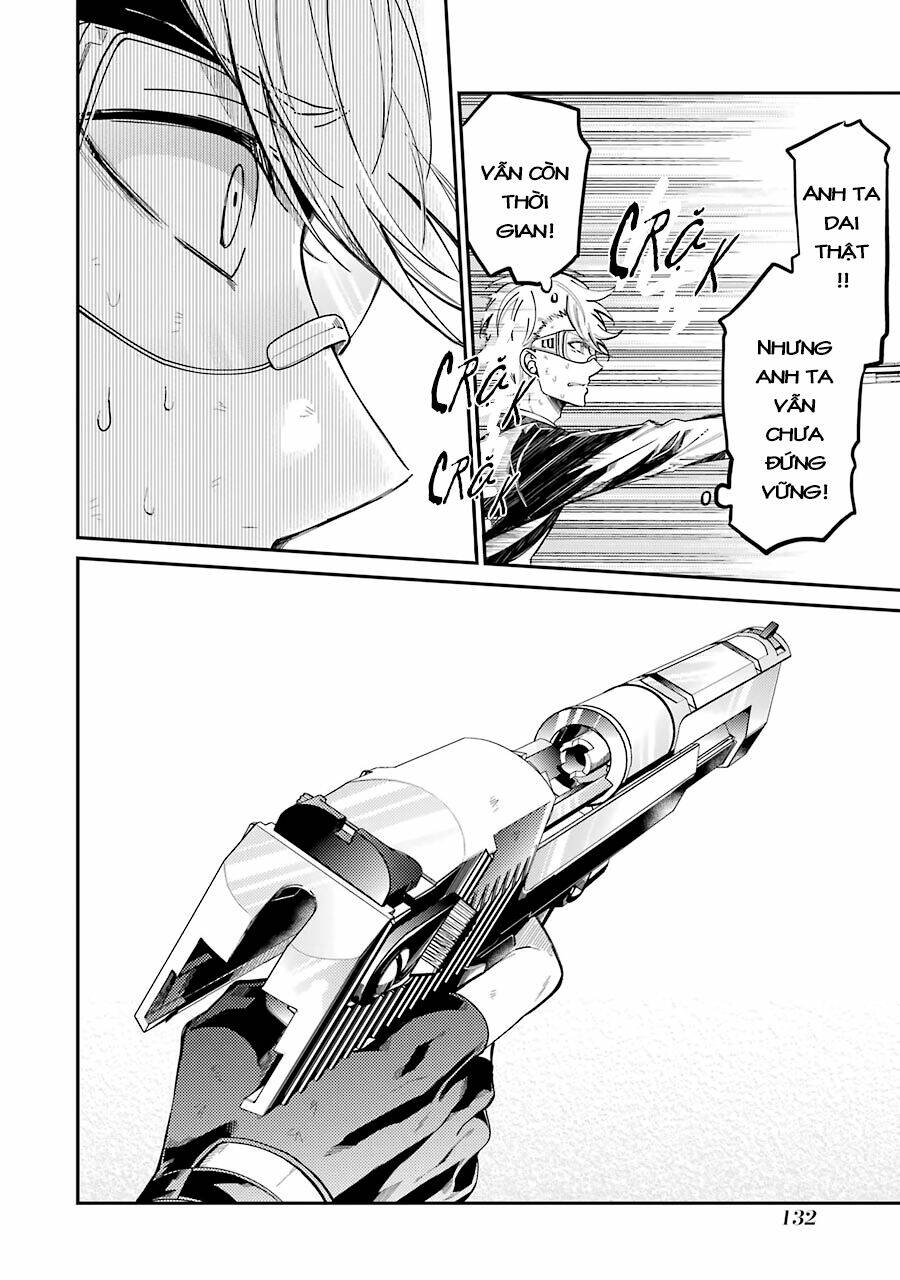 ANH TA
DAI
THẬT
!!
NHƯNG
ANH TA
VẪN
CHƯA
ĐỨNG
VỮNG!
VẪN CÒN
THỜI
GIAN!
CRẶK
CRẶK
CRẶK
132